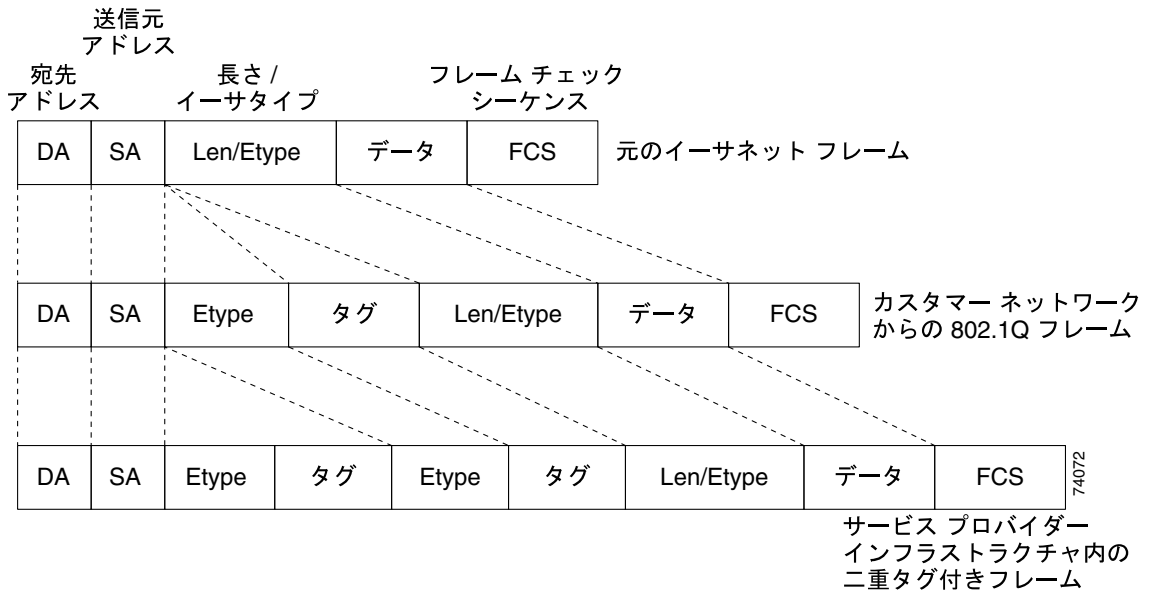 送信元
アドレス
宛先
アドレス
長さ /
イーサタイプ
フレーム チェック
シーケンス
DA SA Len/Etype データ FCS 元のイーサネット フレーム
DA SA Etype タグ Len/Etype データ FCS
カスタマー ネットワーク
からの 802.1Q フレーム
DA SA Etype タグ Etype タグ Len/Etype データ FCS
74072
サービス プロバイダー
インフラストラクチャ内の
二重タグ付きフレーム